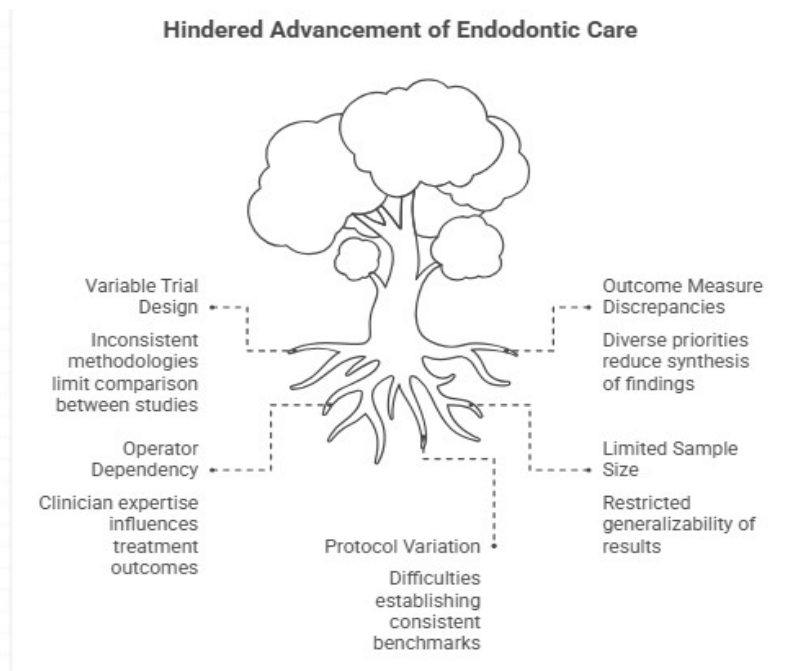 Hindered Advancement of Endodontic Care
Variable Trial
Design
Inconsistent
methodologies
limit comparison
between studies
Operator
Dependency
Clinician expertise
influences
treatment
outcomes
Protocol Variation
Difficulties
establishing
consistent
benchmarks
Outcome Measure
Discrepancies
Diverse priorities
reduce synthesis
of findings
Limited Sample
Size
Restricted
generalizability of
results